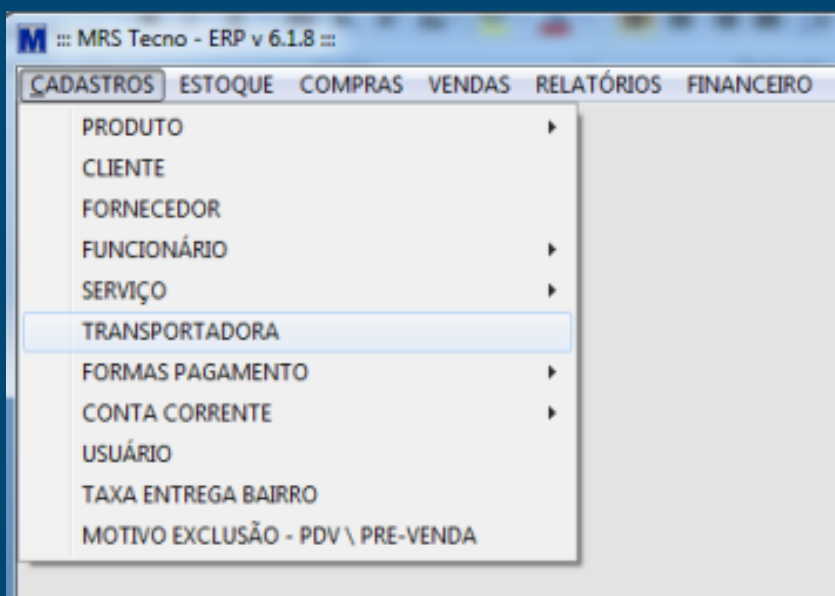 M ::: MRS Tecno - ERP v 6.1.8 :::
CADASTROS ESTOQUE COMPRAS VENDAS RELATÓRIOS FINANCEIRO
PRODUTO
CLIENTE
FORNECEDOR
FUNCIONÁRIO
SERVIÇO
TRANSPORTADORA
FORMAS PAGAMENTO
CONTA CORRENTE
USUÁRIO
TAXA ENTREGA BAIRRO
MOTIVO EXCLUSÃO - PDV \ PRE-VENDA